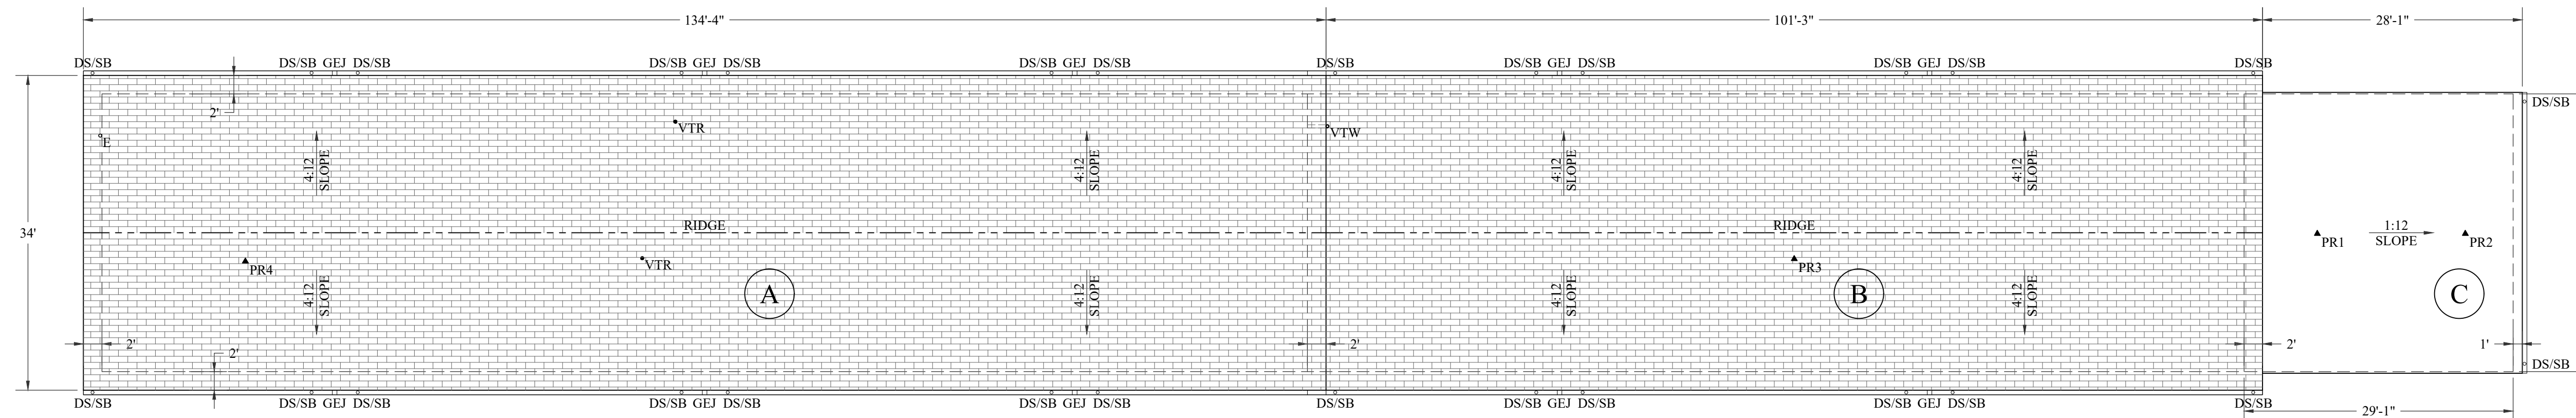 134'-4" 101'-3" 28'-1"
DS/SB DS/SB GEJ DS/SB DS/SB GEJ DS/SB DS/SB GEJ DS/SB DS/SB DS/SB GEJ DS/SB DS/SB GEJ DS/SB DS/SB
DS/SB
2'
VTR
VTW
E
4:12 SLOPE
4:12 SLOPE
4:12 SLOPE
4:12 SLOPE
34'
RIDGE RIDGE
1:12
SLOPE
PR1 PR2
PR4
VTR
PR3
4:12 SLOPE
4:12 SLOPE
4:12 SLOPE
4:12 SLOPE
A B C
2' 2' 2' 1'
2'
DS/SB
DS/SB DS/SB GEJ DS/SB DS/SB GEJ DS/SB DS/SB GEJ DS/SB DS/SB DS/SB GEJ DS/SB DS/SB GEJ DS/SB DS/SB
29'-1"